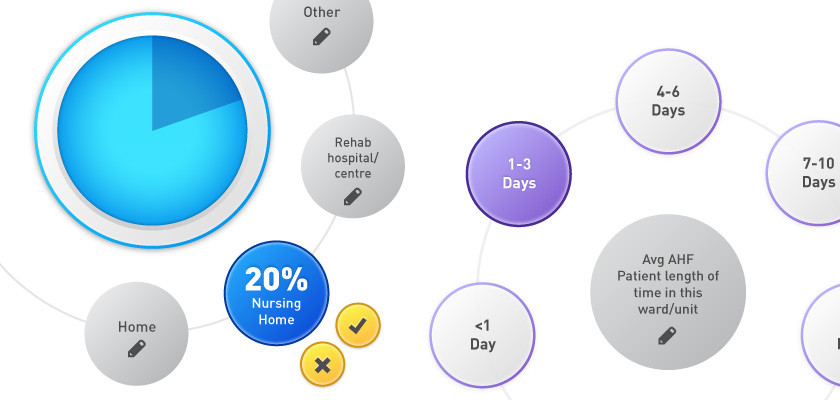 Other
Rehab
hospital/
centre
20%
Nursing
Home
Home
4-6
Days
1-3
Days
7-10
Days
Avg AHF
Patient length of
time in this
ward/unit
<1
Day